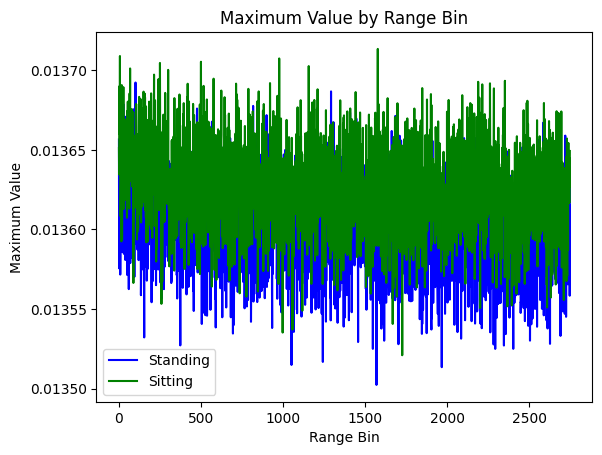 Maximum Value by Range Bin
Maximum Value
0.01370
0.01365
0.01360
0.01355
0.01350
Standing
Sitting
0
500
1000
1500
2000
2500
Range Bin